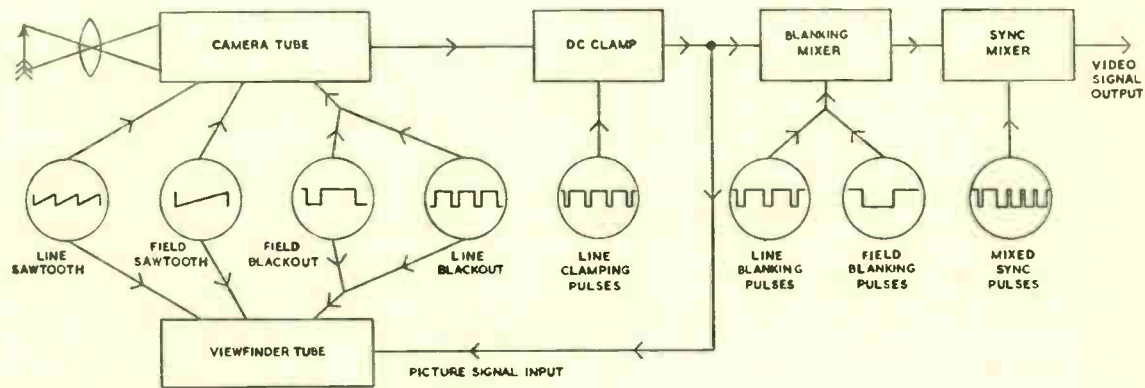 CAMERA TUBE
DC CLAMP
BLANKING
MIXER
SYNC
MIXER
VIDEO
SIGNAL
OUTPUT
LINE
SAWTOOTH
FIELD
SAWTOOTH
FIELD
BLACKOUT
LINE
BLACKOUT
LINE
CLAMPING
PULSES
LINE
BLANKING
PULSES
FIELD
BLANKING
PULSES
MIXED
SYNC
PULSES
VIEWFINDER TUBE
PICTURE SIGNAL INPUT